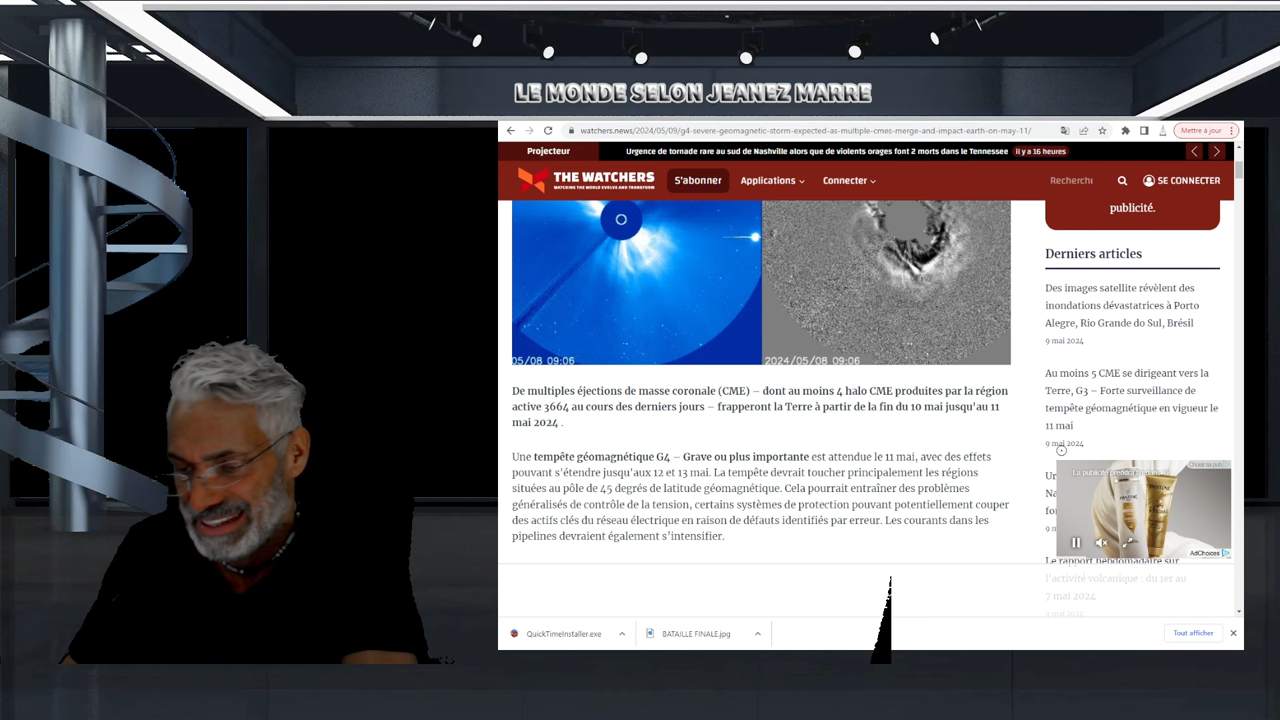 LE MONDE SELON JEANEZ MARRE
watchers.news/2024/05/09/g4-severe-geomagnetic-storm-expected-as-multiple-cmes-merge-and-impact-earth-on-may-11/
Mettre à jour
Projecteur
Urgence de tornade rare au sud de Nashville alors que de violents orages font 2 morts dans le Tennessee
Il y a 16 heures
THE WATCHERS
WATCHING THE WORLD EVOLVE AND TRANSFORM
S'abonner
Applications
Connecter
Recherche
SE CONNECTER
05/08 09:06
2024/05/08 09:06
De multiples éjections de masse coronale (CME) – dont au moins 4 halo CME produites par la région
active 3664 au cours des derniers jours – frapperont la Terre à partir de la fin du 10 mai jusqu'au 11
mai 2024 .
Une tempête géomagnétique G4 – Grave ou plus importante est attendue le 11 mai, avec des effets
pouvant s'étendre jusqu'aux 12 et 13 mai. La tempête devrait toucher principalement les régions
situées au pôle de 45 degrés de latitude géomagnétique. Cela pourrait entraîner des problèmes
généralisés de contrôle de la tension, certains systèmes de protection pouvant potentiellement couper
des actifs clés du réseau électrique en raison de défauts identifiés par erreur. Les courants dans les
pipelines devraient également s'intensifier.
publicité.
Derniers articles
Des images satellite révèlent des
inondations dévastatrices à Porto
Alegre, Rio Grande do Sul, Brésil
9 mai 2024
Au moins 5 CME se dirigeant vers la
Terre, G3 – Forte surveillance de
tempête géomagnétique en vigueur le
11 mai
9 mai 2024
La publicité prendra
PANTENE
AdChoices
Le rapport hebdomadaire sur
l'activité volcanique : du 1er au
7 mai 2024
9 mai 2024
QuickTimeInstaller.exe
BATAILLE FINALE.jpg
Tout afficher